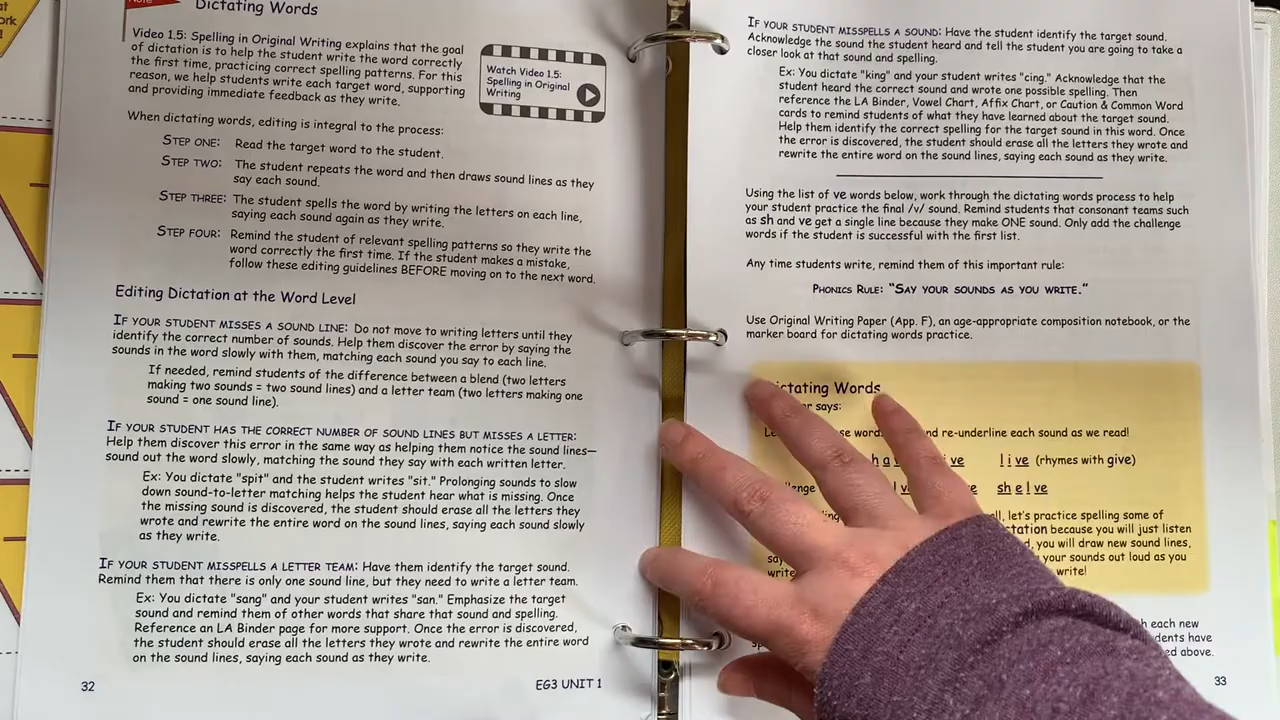 Note
Dictating Words
Video 1.5: Spelling in Original Writing explains that the goal
of dictation is to help the student write the word correctly
the first time, practicing correct spelling patterns. For this
reason, we help students write each target word, supporting
and providing immediate feedback as they write.
Watch Video 1.5:
Spelling in Original
Writing
When dictating words, editing is integral to the process:
STEP ONE: Read the target word to the student.
STEP TWO: The student repeats the word and then draws sound lines as they
say each sound.
STEP THREE: The student spells the word by writing the letters on each line,
saying each sound again as they write.
STEP FOUR: Remind the student of relevant spelling patterns so they write the
word correctly the first time. If the student makes a mistake,
follow these editing guidelines BEFORE moving on to the next word.
Editing Dictation at the Word Level
IF YOUR STUDENT MISSES A SOUND LINE: Do not move to writing letters until they
identify the correct number of sounds. Help them discover the error by saying the
sounds in the word slowly with them, matching each sound you say to each line.
If needed, remind students of the difference between a blend (two letters
making two sounds = two sound lines) and a letter team (two letters making one
sound = one sound line).
IF YOUR STUDENT HAS THE CORRECT NUMBER OF SOUND LINES BUT MISSES A LETTER:
Help them discover this error in the same way as helping them notice the sound lines—
sound out the word slowly, matching the sound they say with each written letter.
Ex: You dictate "spit" and the student writes "sit." Prolonging sounds to slow
down sound-to-letter matching helps the student hear what is missing. Once
the missing sound is discovered, the student should erase all the letters they
wrote and rewrite the entire word on the sound lines, saying each sound slowly
as they write.
IF YOUR STUDENT MISSPELLS A LETTER TEAM: Have them identify the target sound.
Remind them that there is only one sound line, but they need to write a letter team.
Ex: You dictate "sang" and your student writes "san." Emphasize the target
sound and remind them of other words that share that sound and spelling.
Reference an LA Binder page for more support. Once the error is discovered,
the student should erase all the letters they wrote and rewrite the entire word
on the sound lines, saying each sound as they write.
32
EG3 UNIT 1
IF YOUR STUDENT MISSPELLS A SOUND: Have the student identify the target sound.
Acknowledge the sound the student heard and tell the student you are going to take a
closer look at that sound and spelling.
Ex: You dictate "king" and your student writes "cing." Acknowledge that the
student heard the correct sound and wrote one possible spelling. Then
reference the LA Binder, Vowel Chart, Affix Chart, or Caution & Common Word
cards to remind students of what they have learned about the target sound.
Help them identify the correct spelling for the target sound in this word. Once
the error is discovered, the student should erase all the letters they wrote and
rewrite the entire word on the sound lines, saying each sound as they write.
Using the list of ve words below, work through the dictating words process to help
your student practice the final /v/ sound. Remind students that consonant teams such
as sh and ve get a single line because they make ONE sound. Only add the challenge
words if the student is successful with the first list.
Any time students write, remind them of this important rule:
PHONICS RULE: "SAY YOUR SOUNDS AS YOU WRITE."
Use Original Writing Paper (App. F), an age-appropriate composition notebook, or the
marker board for dictating words practice.
Words
says:
and re-underline each sound as we read!
h a ve l i ve (rhymes with give)
sh e l ve
let's practice spelling some of
because you will just listen
you will draw new sound lines,
your sounds out loud as you
write!
each new
have
above.
33